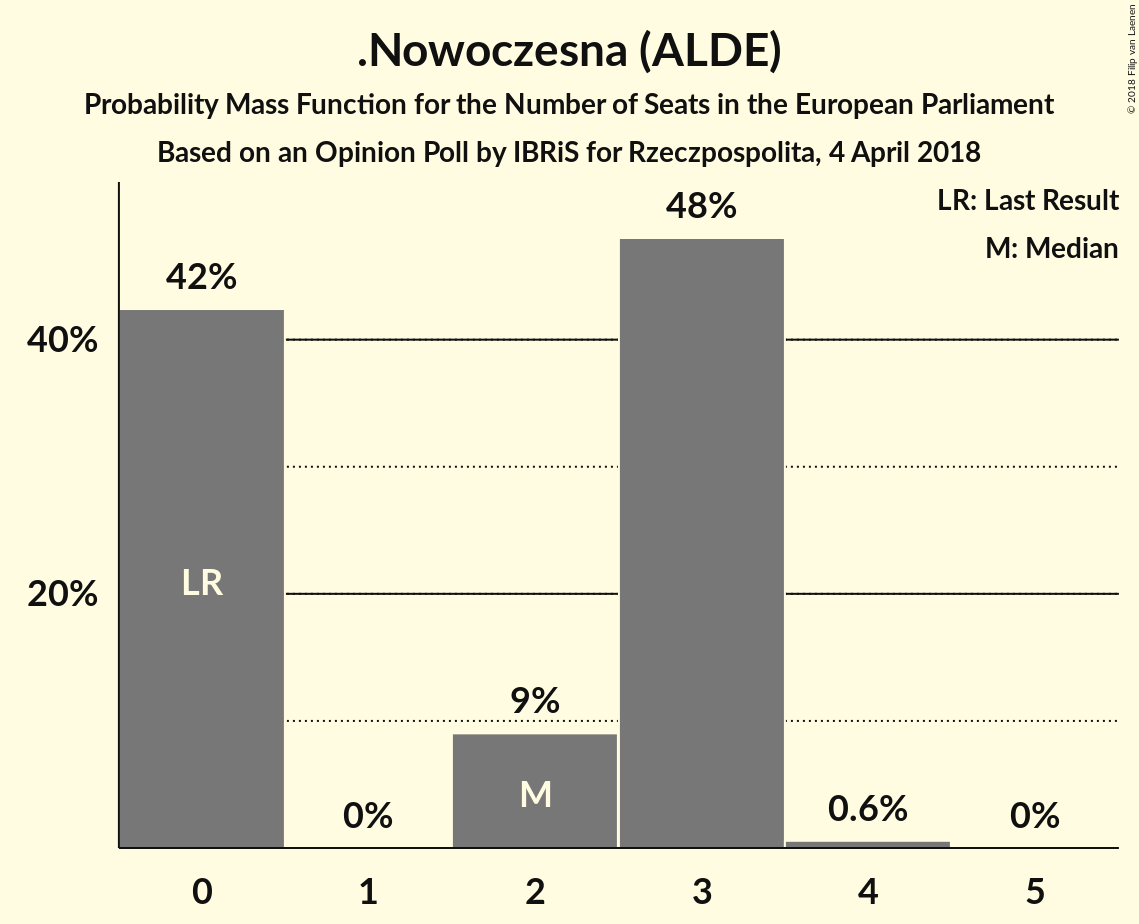 .Nowoczesna (ALDE)
Probability Mass Function for the Number of Seats in the European Parliament
Based on an Opinion Poll by IBRiS for Rzeczpospolita, 4 April 2018
© 2018 Filip van Laenen
LR: Last Result
M: Median
48%
42%
40%
LR
20%
9%
M
0%
0.6%
0%
0 1 2 3 4 5